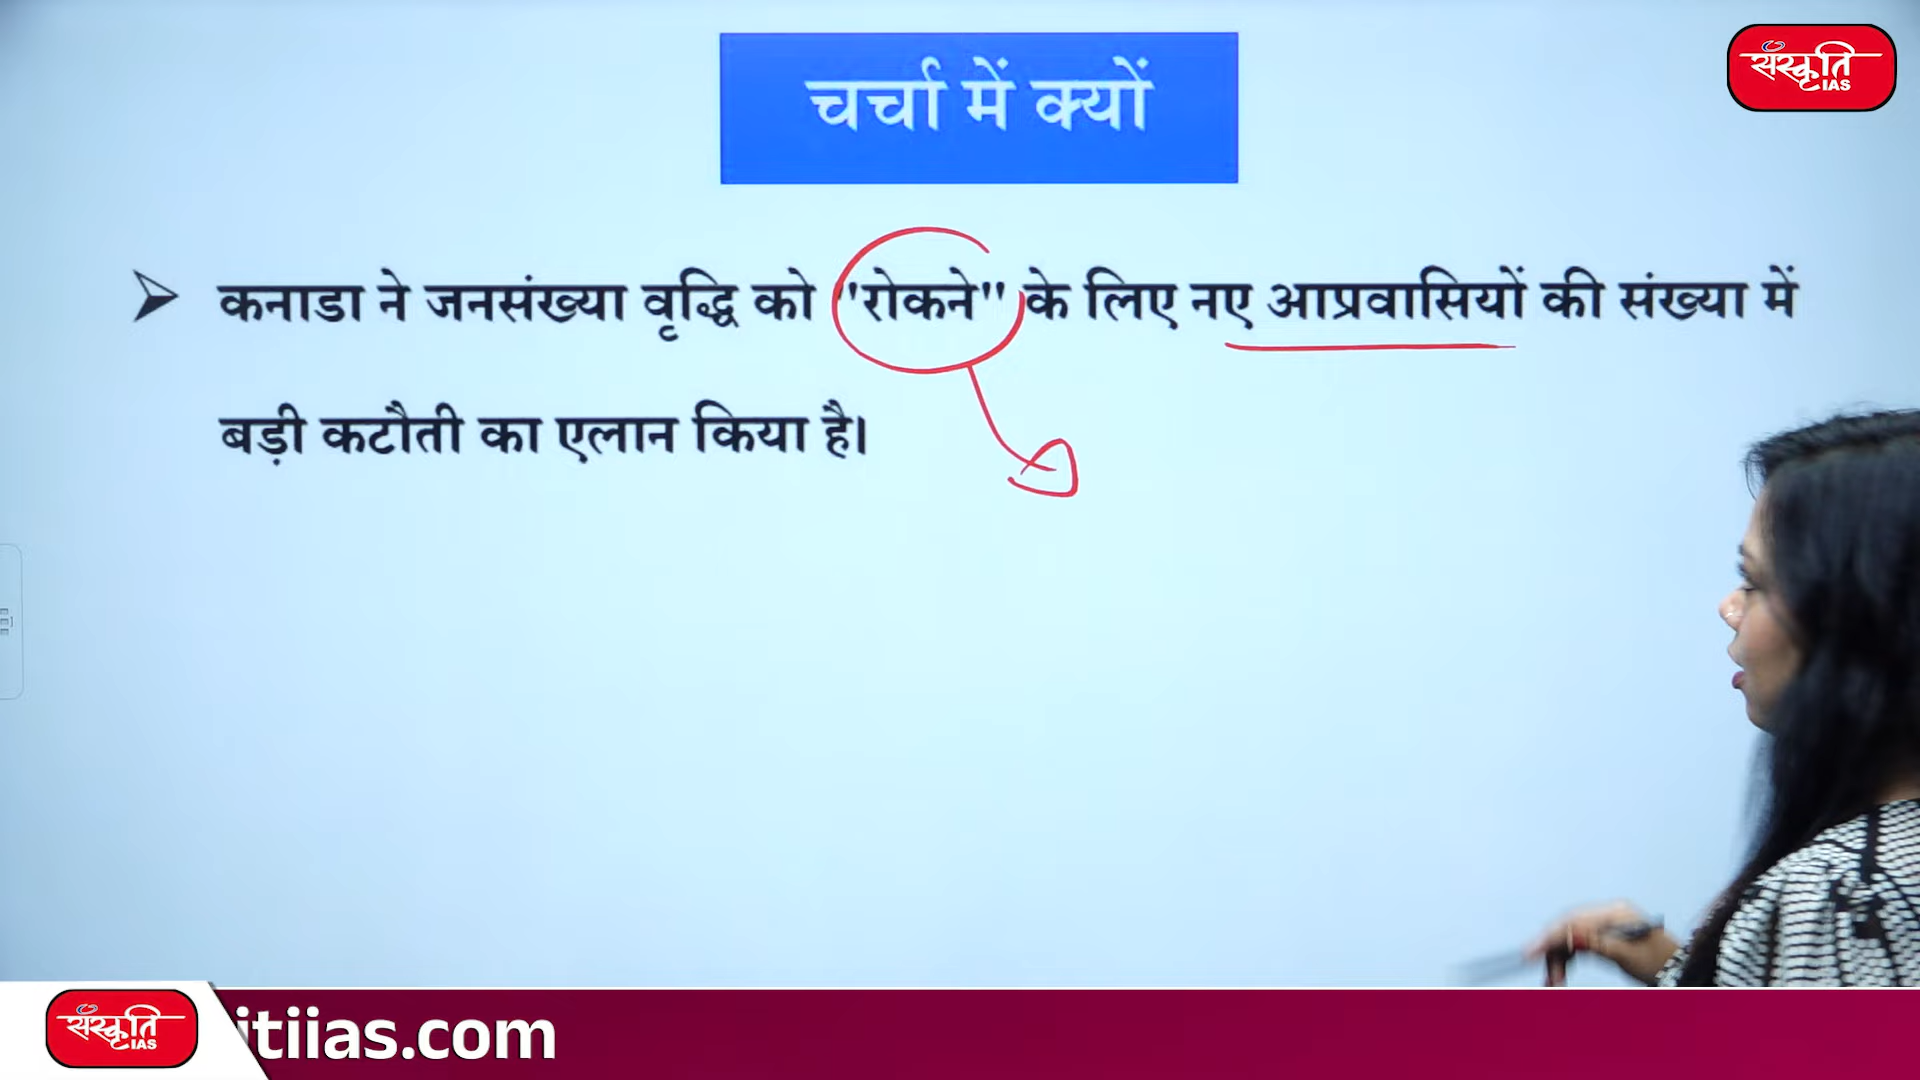 चर्चा में क्यों
संस्कृति
IAS
कनाडा ने जनसंख्या वृद्धि को "रोकने" के लिए नए आप्रवासियों की संख्या में
बड़ी कटौती का एलान किया है।
संस्कृति
IAS
itiias.com